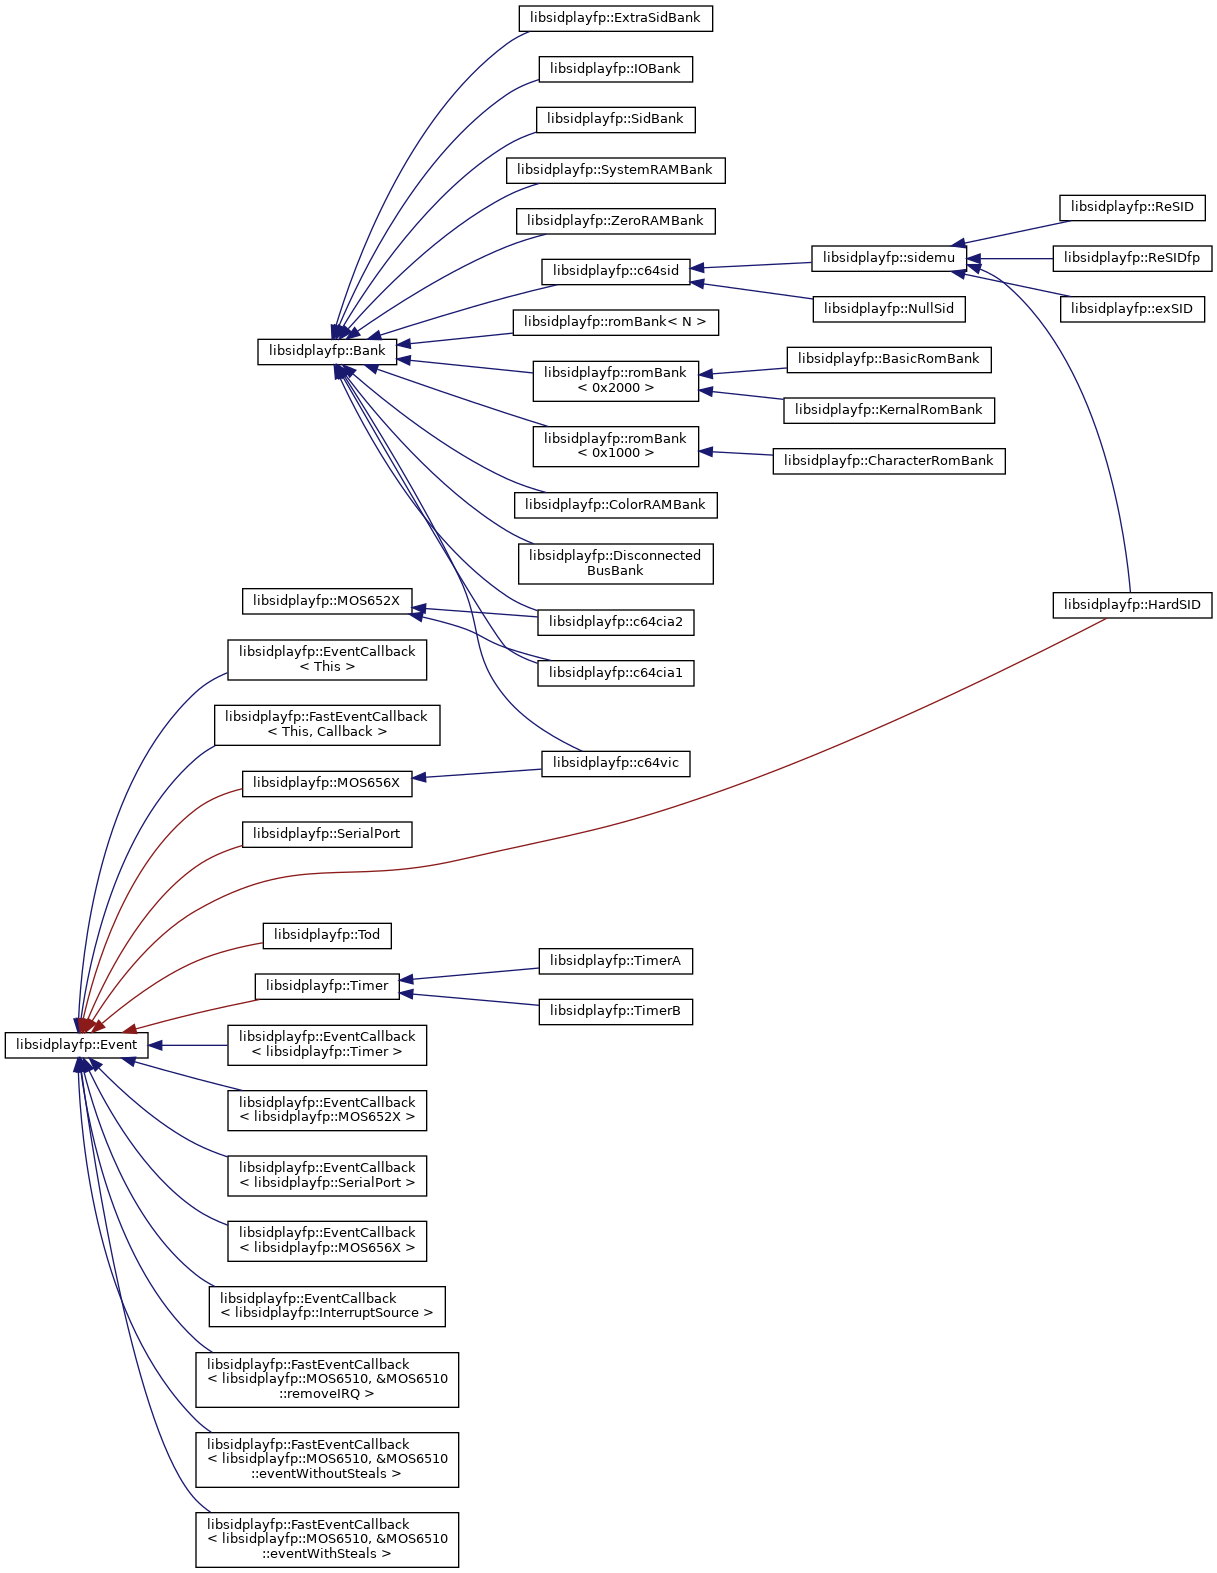 libsidplayfp::ExtraSidBank
libsidplayfp::IOBank
libsidplayfp::SidBank
libsidplayfp::SystemRAMBank
libsidplayfp::ZeroRAMBank
libsidplayfp::c64sid
libsidplayfp::romBank< N >
libsidplayfp::Bank
libsidplayfp::romBank
< 0x2000 >
libsidplayfp::romBank
< 0x1000 >
libsidplayfp::ColorRAMBank
libsidplayfp::Disconnected
BusBank
libsidplayfp::c64cia2
libsidplayfp::c64cia1
libsidplayfp::c64vic
libsidplayfp::sidemu
libsidplayfp::NullSid
libsidplayfp::BasicRomBank
libsidplayfp::KernalRomBank
libsidplayfp::CharacterRomBank
libsidplayfp::ReSID
libsidplayfp::ReSIDfp
libsidplayfp::exSID
libsidplayfp::HardSID
libsidplayfp::MOS652X
libsidplayfp::EventCallback
< This >
libsidplayfp::FastEventCallback
< This, Callback >
libsidplayfp::MOS656X
libsidplayfp::SerialPort
libsidplayfp::Tod
libsidplayfp::Timer
libsidplayfp::TimerA
libsidplayfp::TimerB
libsidplayfp::Event
libsidplayfp::EventCallback
< libsidplayfp::Timer >
libsidplayfp::EventCallback
< libsidplayfp::MOS652X >
libsidplayfp::EventCallback
< libsidplayfp::SerialPort >
libsidplayfp::EventCallback
< libsidplayfp::MOS656X >
libsidplayfp::EventCallback
< libsidplayfp::InterruptSource >
libsidplayfp::FastEventCallback
< libsidplayfp::MOS6510, &MOS6510
::removeIRQ >
libsidplayfp::FastEventCallback
< libsidplayfp::MOS6510, &MOS6510
::eventWithoutSteals >
libsidplayfp::FastEventCallback
< libsidplayfp::MOS6510, &MOS6510
::eventWithSteals >